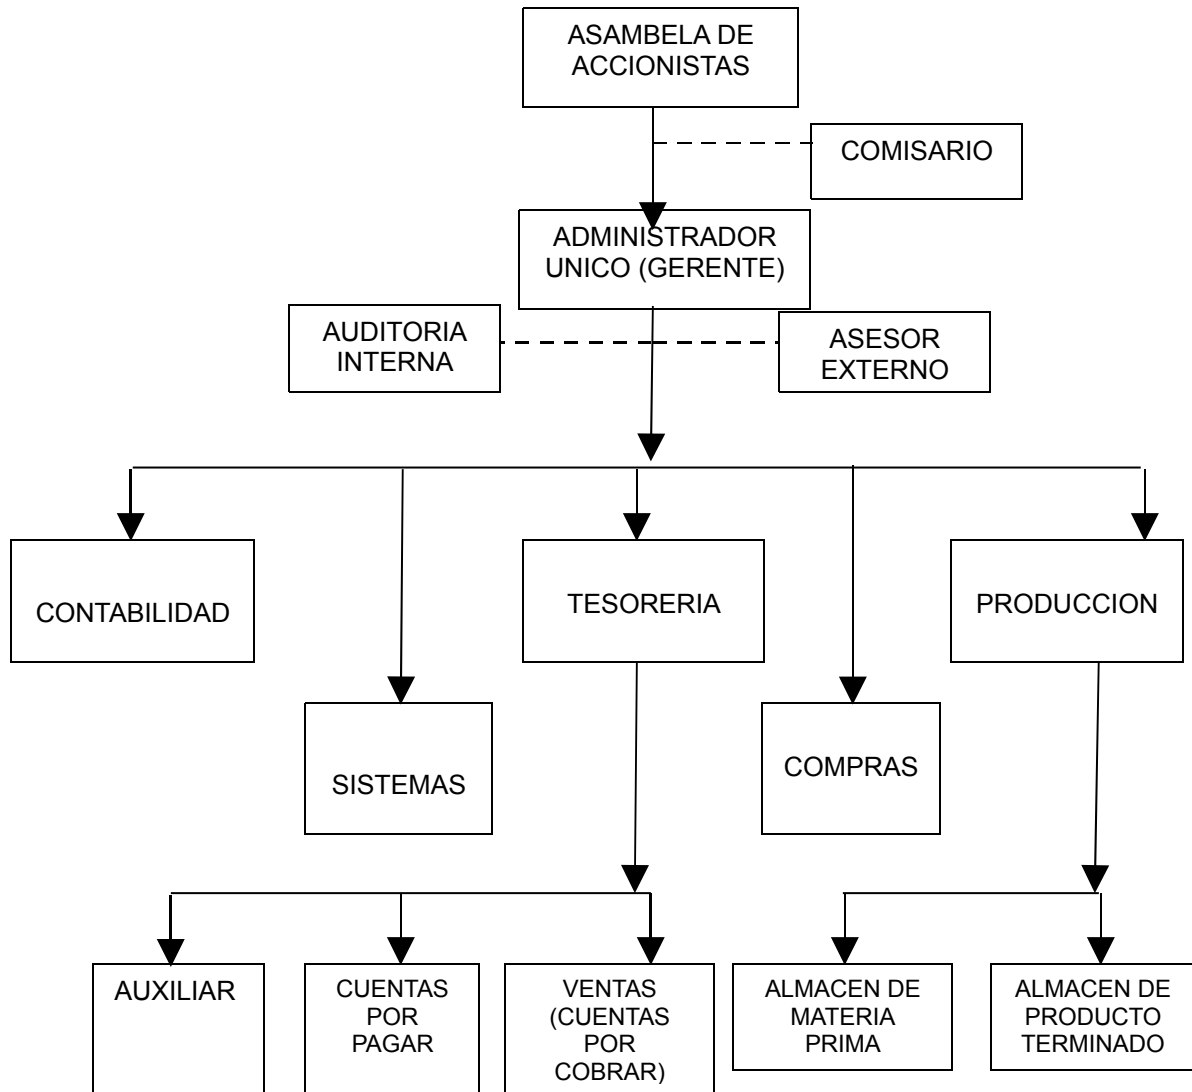 ASAMBELA DE
ACCIONISTAS
COMISARIO
ADMINISTRADOR
UNICO (GERENTE)
AUDITORIA
INTERNA
ASESOR
EXTERNO
CONTABILIDAD
TESORERIA
PRODUCCION
SISTEMAS
COMPRAS
AUXILIAR
CUENTAS
POR
PAGAR
VENTAS
(CUENTAS
POR
COBRAR)
ALMACEN DE
MATERIA
PRIMA
ALMACEN DE
PRODUCTO
TERMINADO